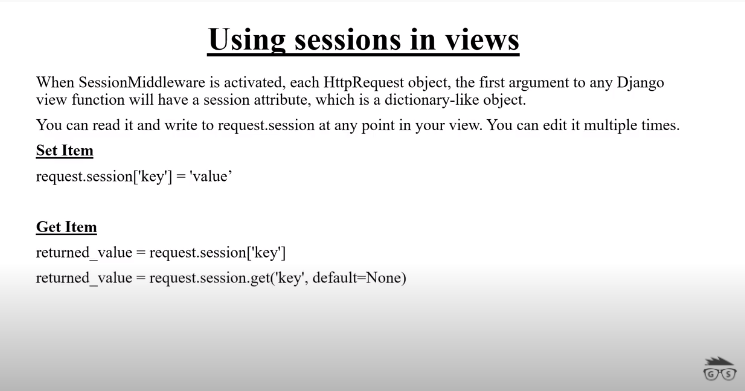 Using sessions in views
When SessionMiddleware is activated, each HttpRequest object, the first argument to any Django
view function will have a session attribute, which is a dictionary-like object.
You can read it and write to request.session at any point in your view. You can edit it multiple times.
Set Item
request.session['key'] = 'value’
Get Item
returned_value = request.session['key']
returned_value = request.session.get('key', default=None)
G S